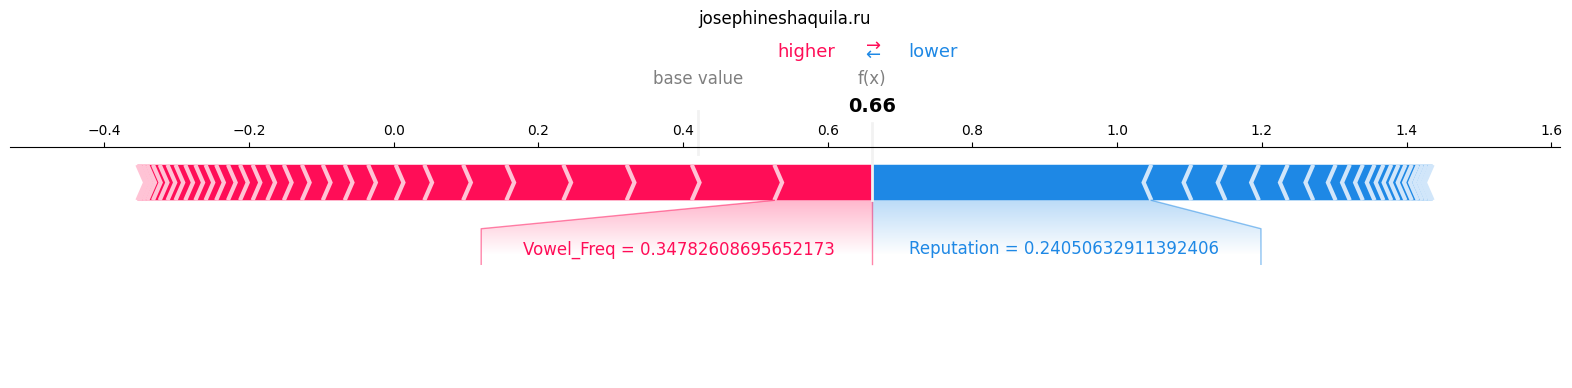 josephineshaquila.ru
higher ⇄ lower
base value f(x)
0.66
−0.4 −0.2 0.0 0.2 0.4 0.6 0.8 1.0 1.2 1.4 1.6
Vowel_Freq = 0.34782608695652173 Reputation = 0.24050632911392406